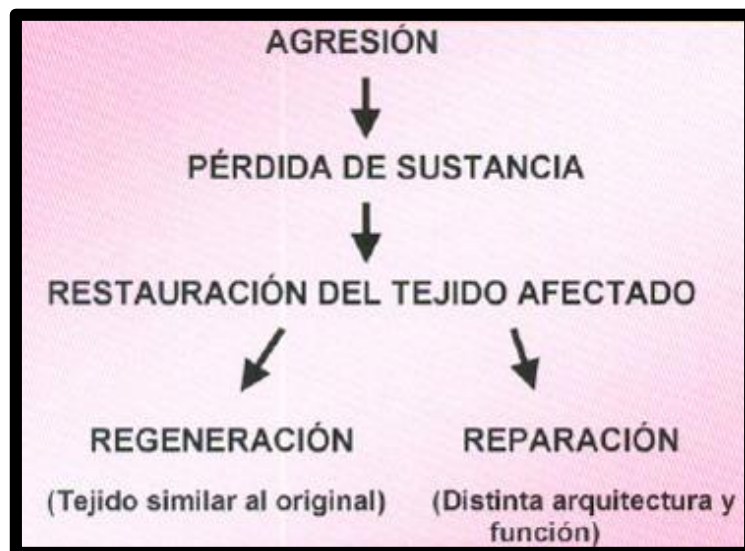 AGRESIÓN
PÉRDIDA DE SUSTANCIA
RESTAURACIÓN DEL TEJIDO AFECTADO
REGENERACIÓN
REPARACIÓN
(Tejido similar al original)
(Distinta arquitectura y
función)